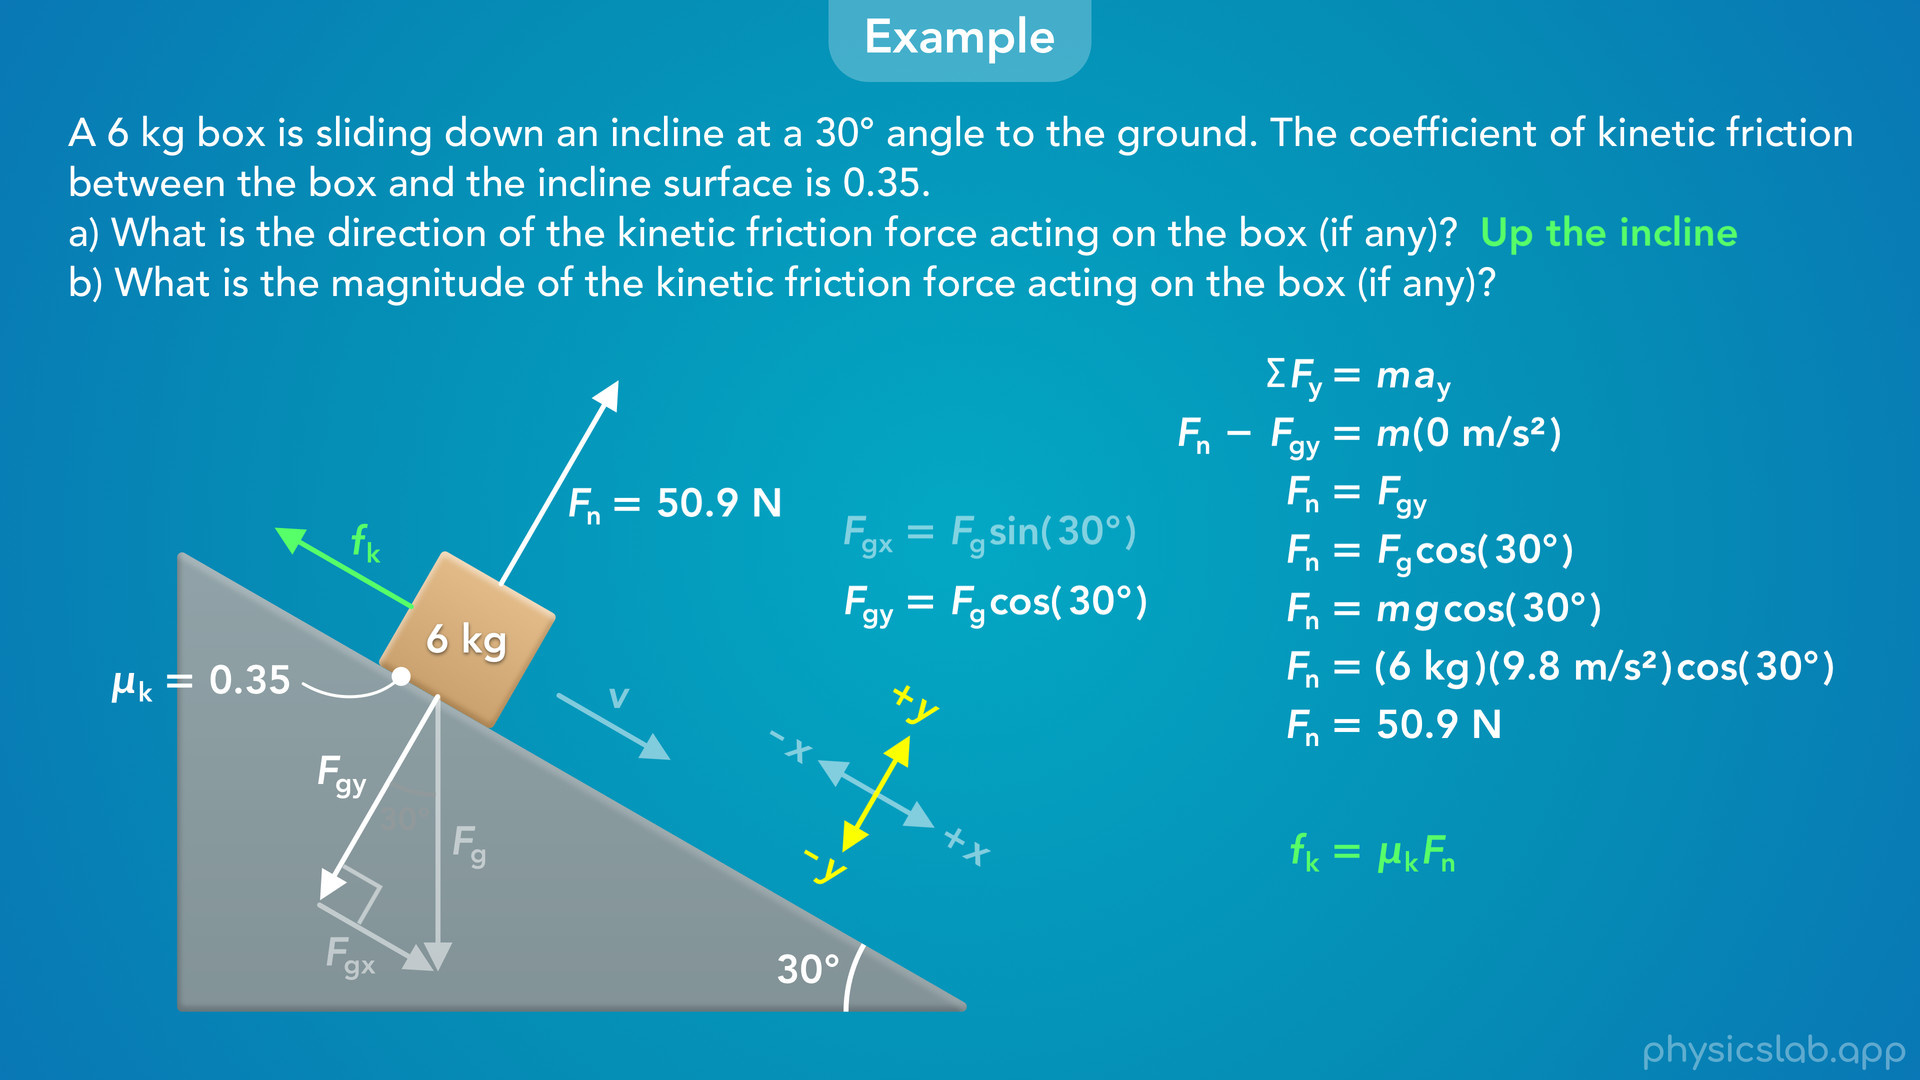 Example
A 6 kg box is sliding down an incline at a 30° angle to the ground. The coefficient of kinetic friction
between the box and the incline surface is 0.35.
a) What is the direction of the kinetic friction force acting on the box (if any)? Up the incline
b) What is the magnitude of the kinetic friction force acting on the box (if any)?
ΣFy = may
Fn − Fgy = m(0 m/s²)
Fn = Fgy
Fn = Fgcos(30°)
Fn = mgcos(30°)
Fn = (6 kg)(9.8 m/s²)cos(30°)
Fn = 50.9 N
fk = μkFn
Fgx = Fgsin(30°)
Fgy = Fgcos(30°)
Fn = 50.9 N
fk
6 kg
μk = 0.35
v
+y
-x
+x
-y
Fgy
30°
Fg
Fgx
30°
physicslab.app